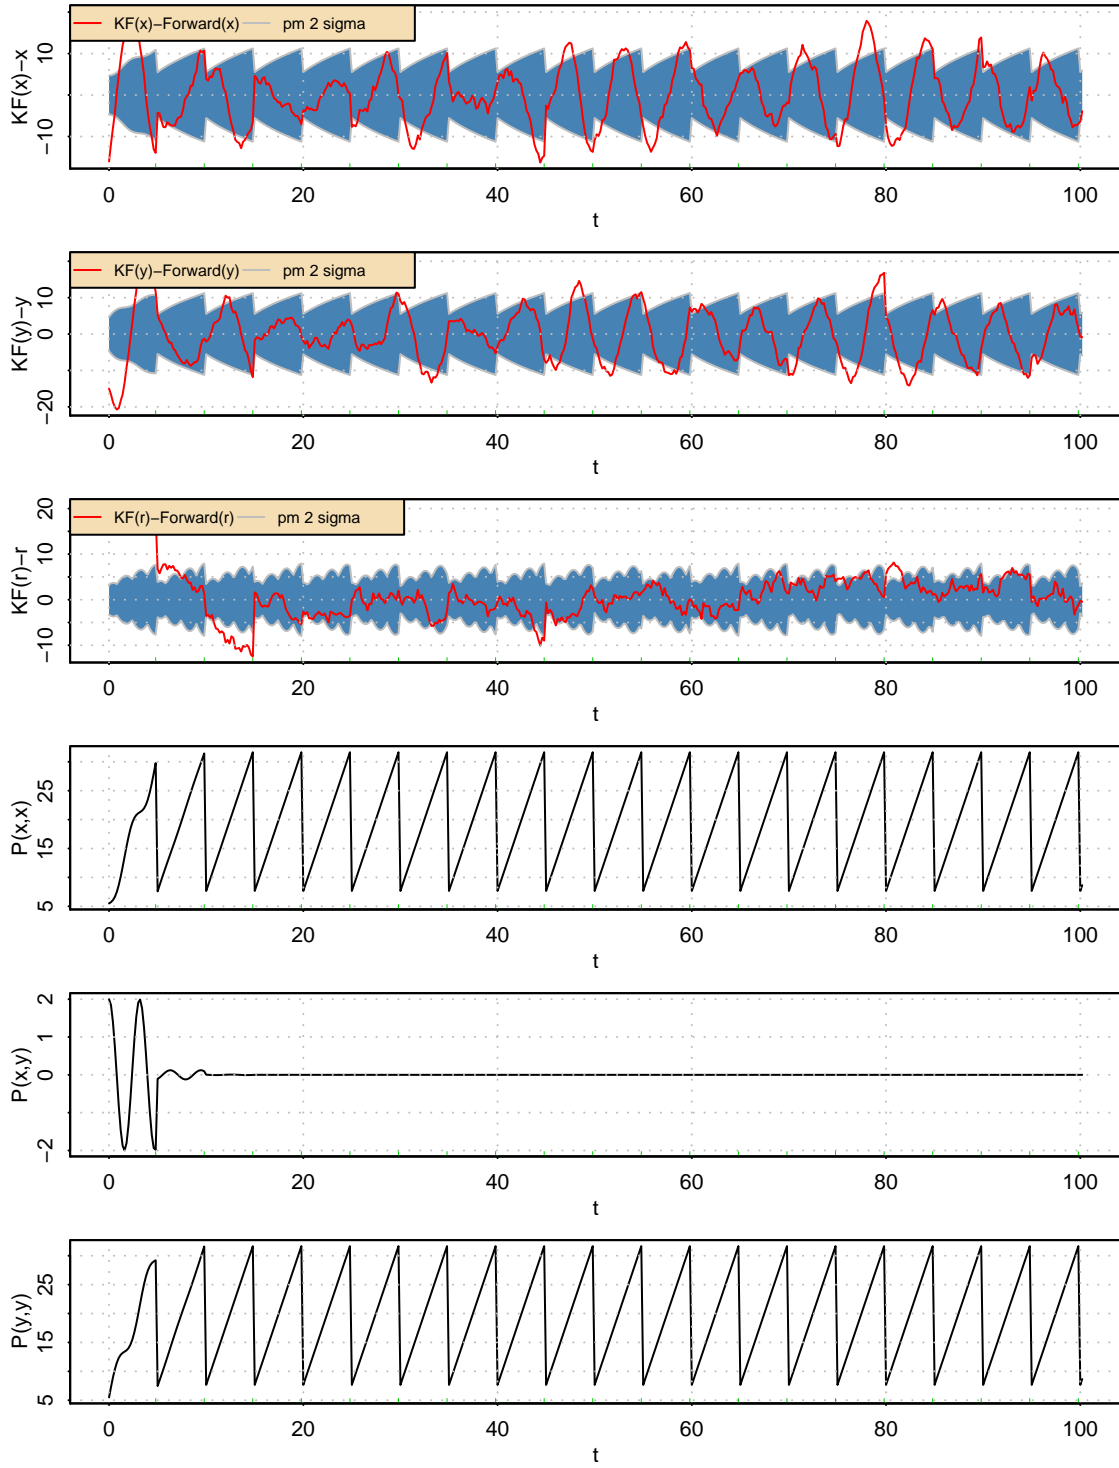 KF(x)−Forward(x) pm 2 sigma
KF(x)−x
10
−10
0 20 40 60 80 100
t
KF(y)−Forward(y) pm 2 sigma
KF(y)−y
10
0
−20
0 20 40 60 80 100
t
KF(r)−Forward(r) pm 2 sigma
KF(r)−r
20
10
0
−10
0 20 40 60 80 100
t
P(x,x)
25
15
5
0 20 40 60 80 100
t
P(x,y)
2
1
0
−2
0 20 40 60 80 100
t
P(y,y)
25
15
5
0 20 40 60 80 100
t